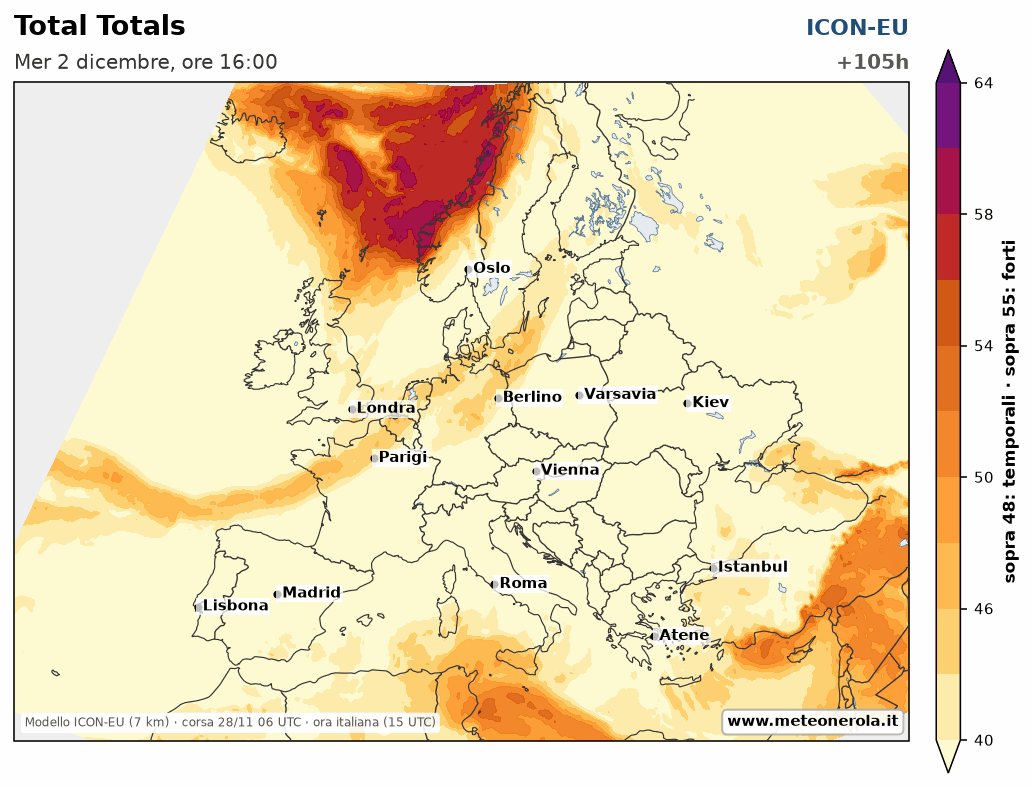 Total Totals
ICON-EU
Mer 2 dicembre, ore 16:00
+105h
64
58
54
50
46
40
sopra 48: temporali · sopra 55: forti
Oslo
Londra
Berlino
Varsavia
Kiev
Parigi
Vienna
Istanbul
Roma
Madrid
Lisbona
Atene
Modello ICON-EU (7 km) · corsa 28/11 06 UTC · ora italiana (15 UTC)
www.meteonerola.it